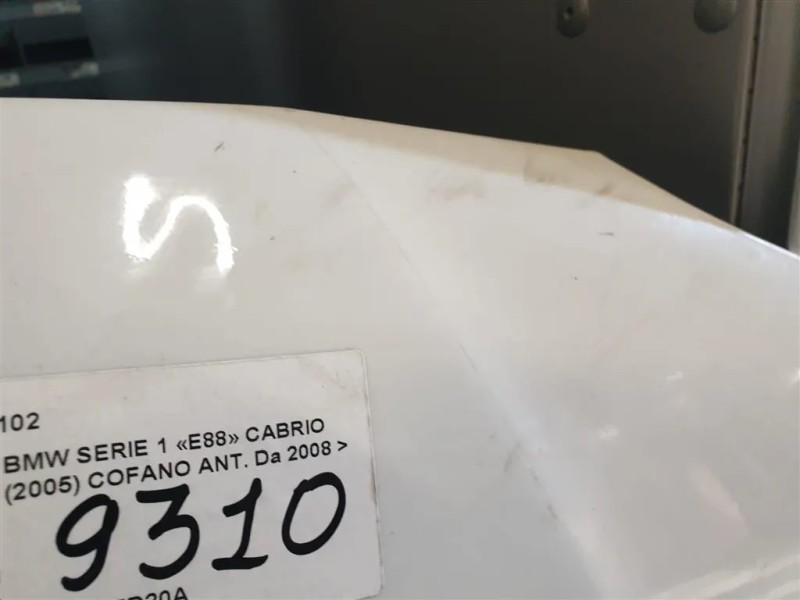 102
BMW SERIE 1 «E88» CABRIO
(2005) COFANO ANT. Da 2008 >
9310